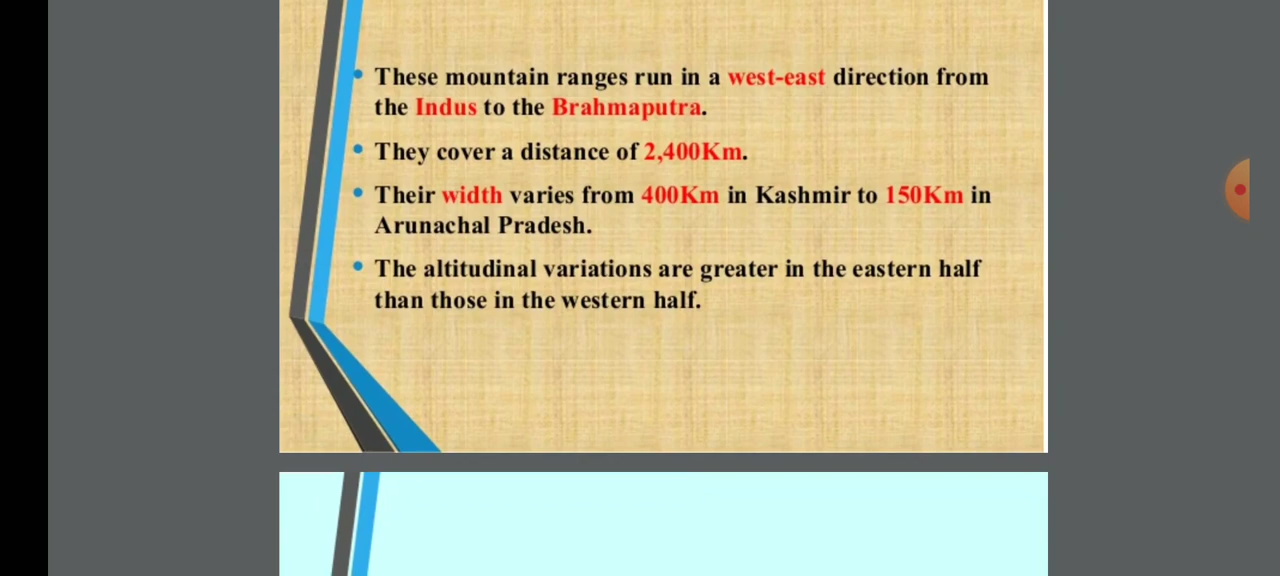 These mountain ranges run in a west-east direction from
the Indus to the Brahmaputra.
They cover a distance of 2,400Km.
Their width varies from 400Km in Kashmir to 150Km in
Arunachal Pradesh.
The altitudinal variations are greater in the eastern half
than those in the western half.